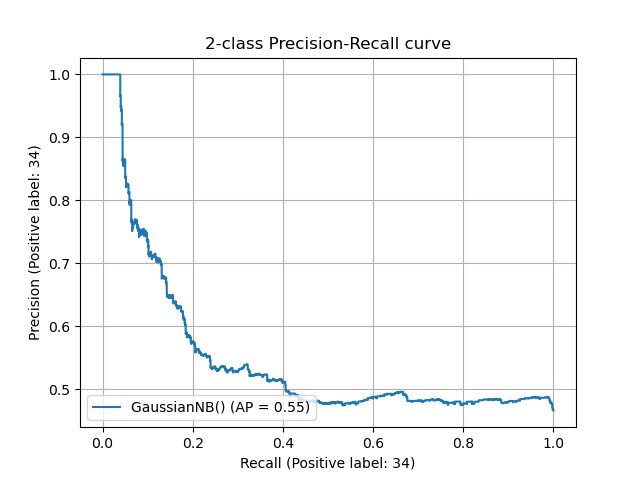 2-class Precision-Recall curve
Precision (Positive label: 34)
1.0
0.9
0.8
0.7
0.6
0.5
GaussianNB() (AP = 0.55)
0.0 0.2 0.4 0.6 0.8 1.0
Recall (Positive label: 34)